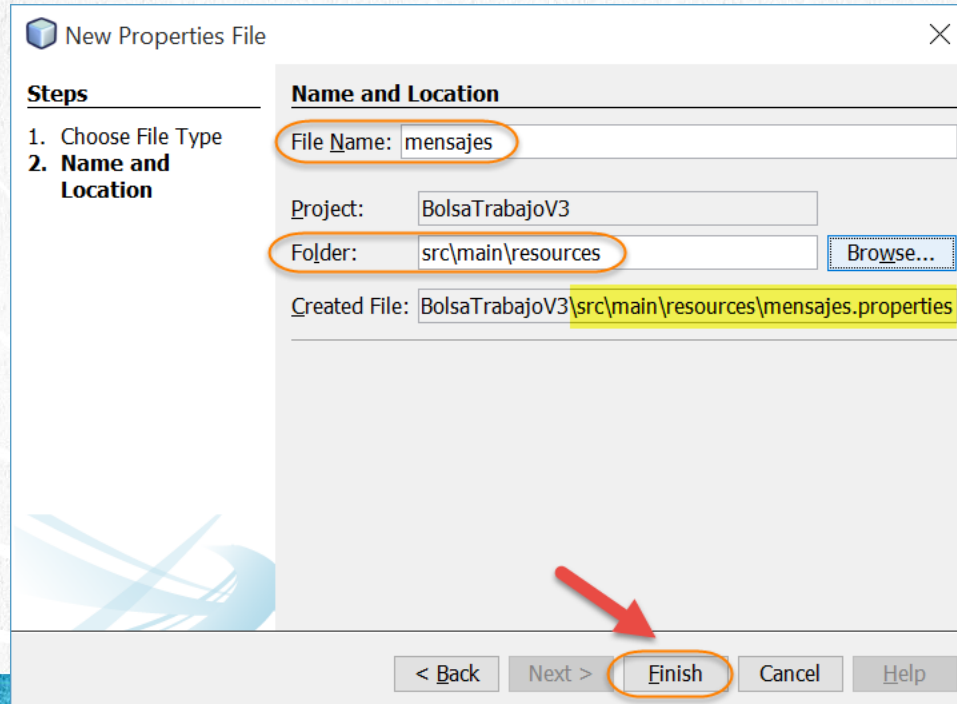 New Properties File
Steps
1. Choose File Type
2. Name and
Location
Name and Location
File Name: mensajes
Project: BolsaTrabajoV3
Folder: src\main\resources Browse...
Created File: BolsaTrabajoV3\src\main\resources\mensajes.properties
< Back Next > Finish Cancel Help